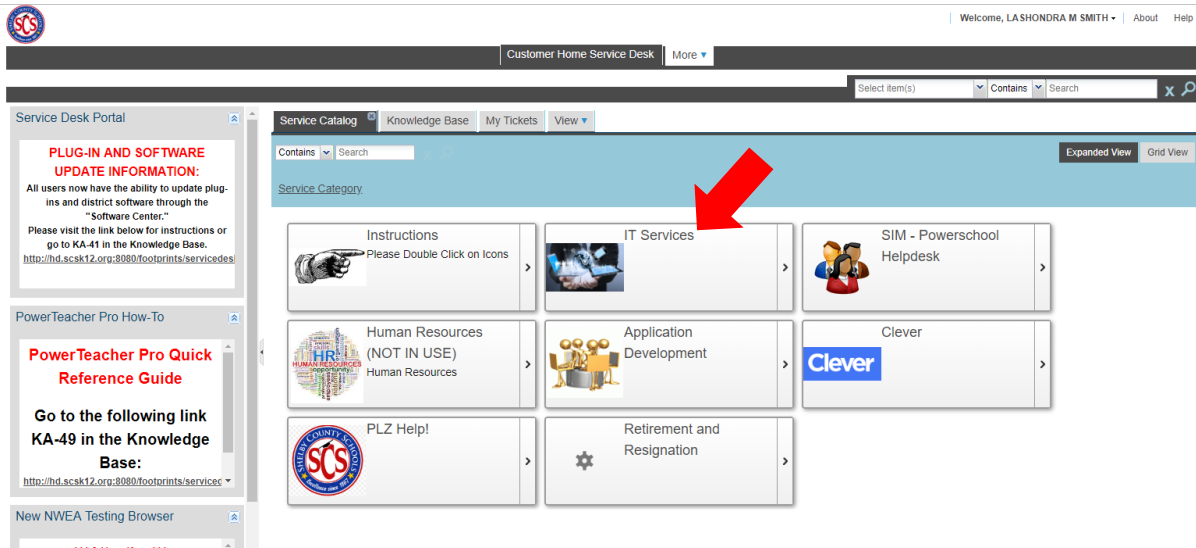 SCS
Welcome, LASHONDRA M SMITH
About
Help
Customer Home Service Desk
More
Select item(s)
Contains
Search
X
Service Desk Portal
PLUG-IN AND SOFTWARE
UPDATE INFORMATION:
All users now have the ability to update plug-
ins and district software through the
"Software Center."
Please visit the link below for instructions or
go to KA-41 in the Knowledge Base.
http://hd.scsk12.org:8080/footprints/servicedes
PowerTeacher Pro How-To
PowerTeacher Pro Quick
Reference Guide
Go to the following link
KA-49 in the Knowledge
Base:
http://hd.scsk12.org:8080/footprints/servicec
New NWEA Testing Browser
Service Catalog
Knowledge Base
My Tickets
View
Contains
Search
Expanded View
Grid View
Service Category
Instructions
Please Double Click on Icons
IT Services
SIM - Powerschool
Helpdesk
Human Resources
(NOT IN USE)
Human Resources
HR
HUMAN RESOURCES
opportunity
Application
Development
Clever
Clever
PLZ Help!
SHELBY COUNTY SCHOOLS
SCS
Retirement and
Resignation